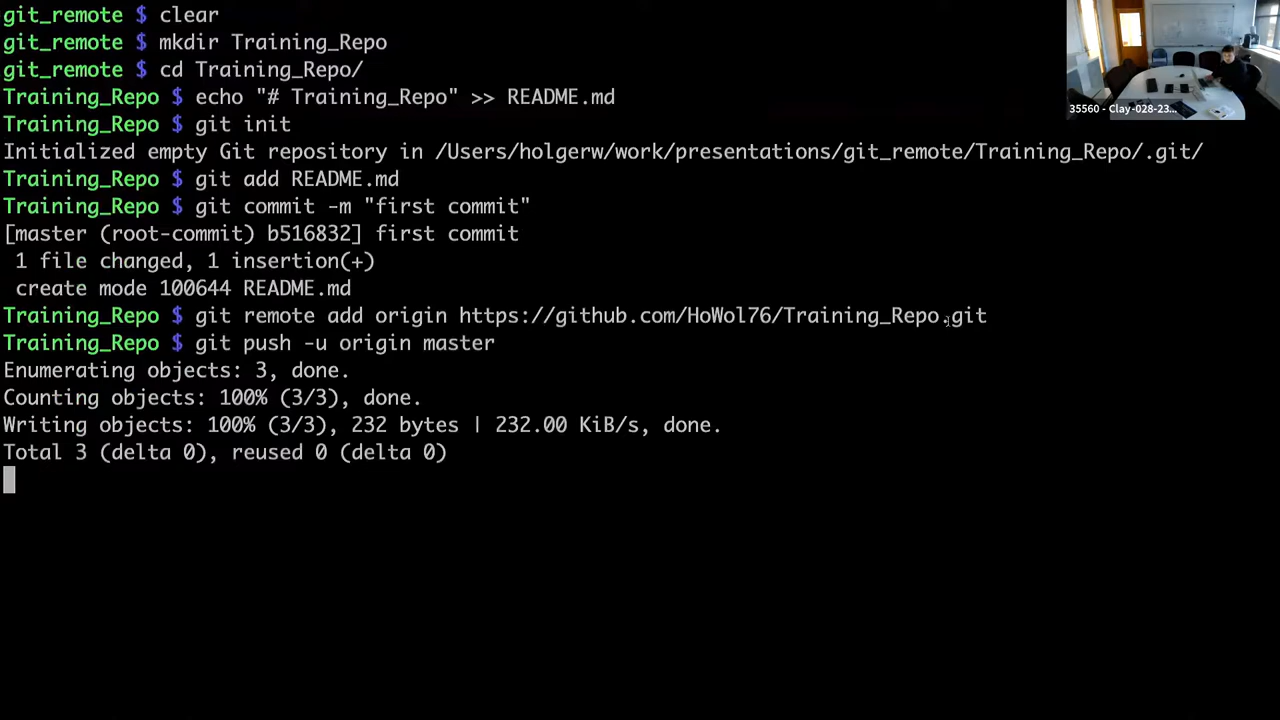 git_remote $ clear
git_remote $ mkdir Training_Repo
git_remote $ cd Training_Repo/
Training_Repo $ echo "# Training_Repo" >> README.md
Training_Repo $ git init
Initialized empty Git repository in /Users/holgerw/work/presentations/git_remote/Training_Repo/.git/
Training_Repo $ git add README.md
Training_Repo $ git commit -m "first commit"
[master (root-commit) b516832] first commit
 1 file changed, 1 insertion(+)
 create mode 100644 README.md
Training_Repo $ git remote add origin https://github.com/HoWol76/Training_Repo.git
Training_Repo $ git push -u origin master
Enumerating objects: 3, done.
Counting objects: 100% (3/3), done.
Writing objects: 100% (3/3), 232 bytes | 232.00 KiB/s, done.
Total 3 (delta 0), reused 0 (delta 0)
35560 - Clay-028-23...